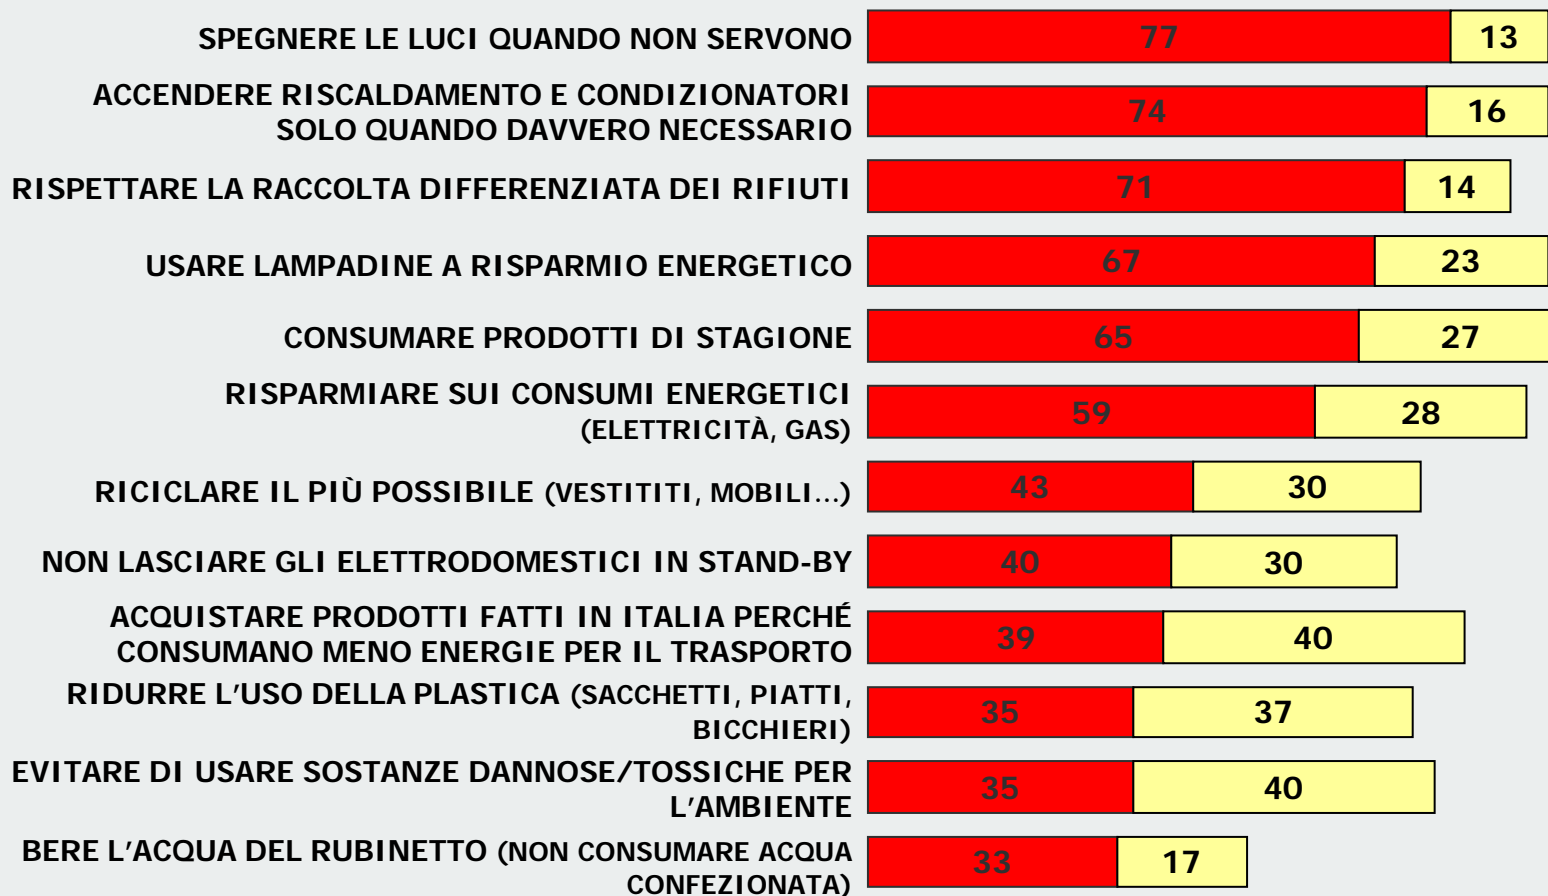 SPEGNERE LE LUCI QUANDO NON SERVONO 77 13
ACCENDERE RISCALDAMENTO E CONDIZIONATORI
SOLO QUANDO DAVVERO NECESSARIO 74 16
RISPETTARE LA RACCOLTA DIFFERENZIATA DEI RIFIUTI 71 14
USARE LAMPADINE A RISPARMIO ENERGETICO 67 23
CONSUMARE PRODOTTI DI STAGIONE 65 27
RISPARMIARE SUI CONSUMI ENERGETICI
(ELETTRICITÀ, GAS) 59 28
RICICLARE IL PIÙ POSSIBILE (VESTITITI, MOBILI...) 43 30
NON LASCIARE GLI ELETTRODOMESTICI IN STAND-BY 40 30
ACQUISTARE PRODOTTI FATTI IN ITALIA PERCHÉ
CONSUMANO MENO ENERGIE PER IL TRASPORTO 39 40
RIDURRE L'USO DELLA PLASTICA (SACCHETTI, PIATTI,
BICCHIERI) 35 37
EVITARE DI USARE SOSTANZE DANNOSE/TOSSICHE PER
L'AMBIENTE 35 40
BERE L'ACQUA DEL RUBINETTO (NON CONSUMARE ACQUA
CONFEZIONATA) 33 17